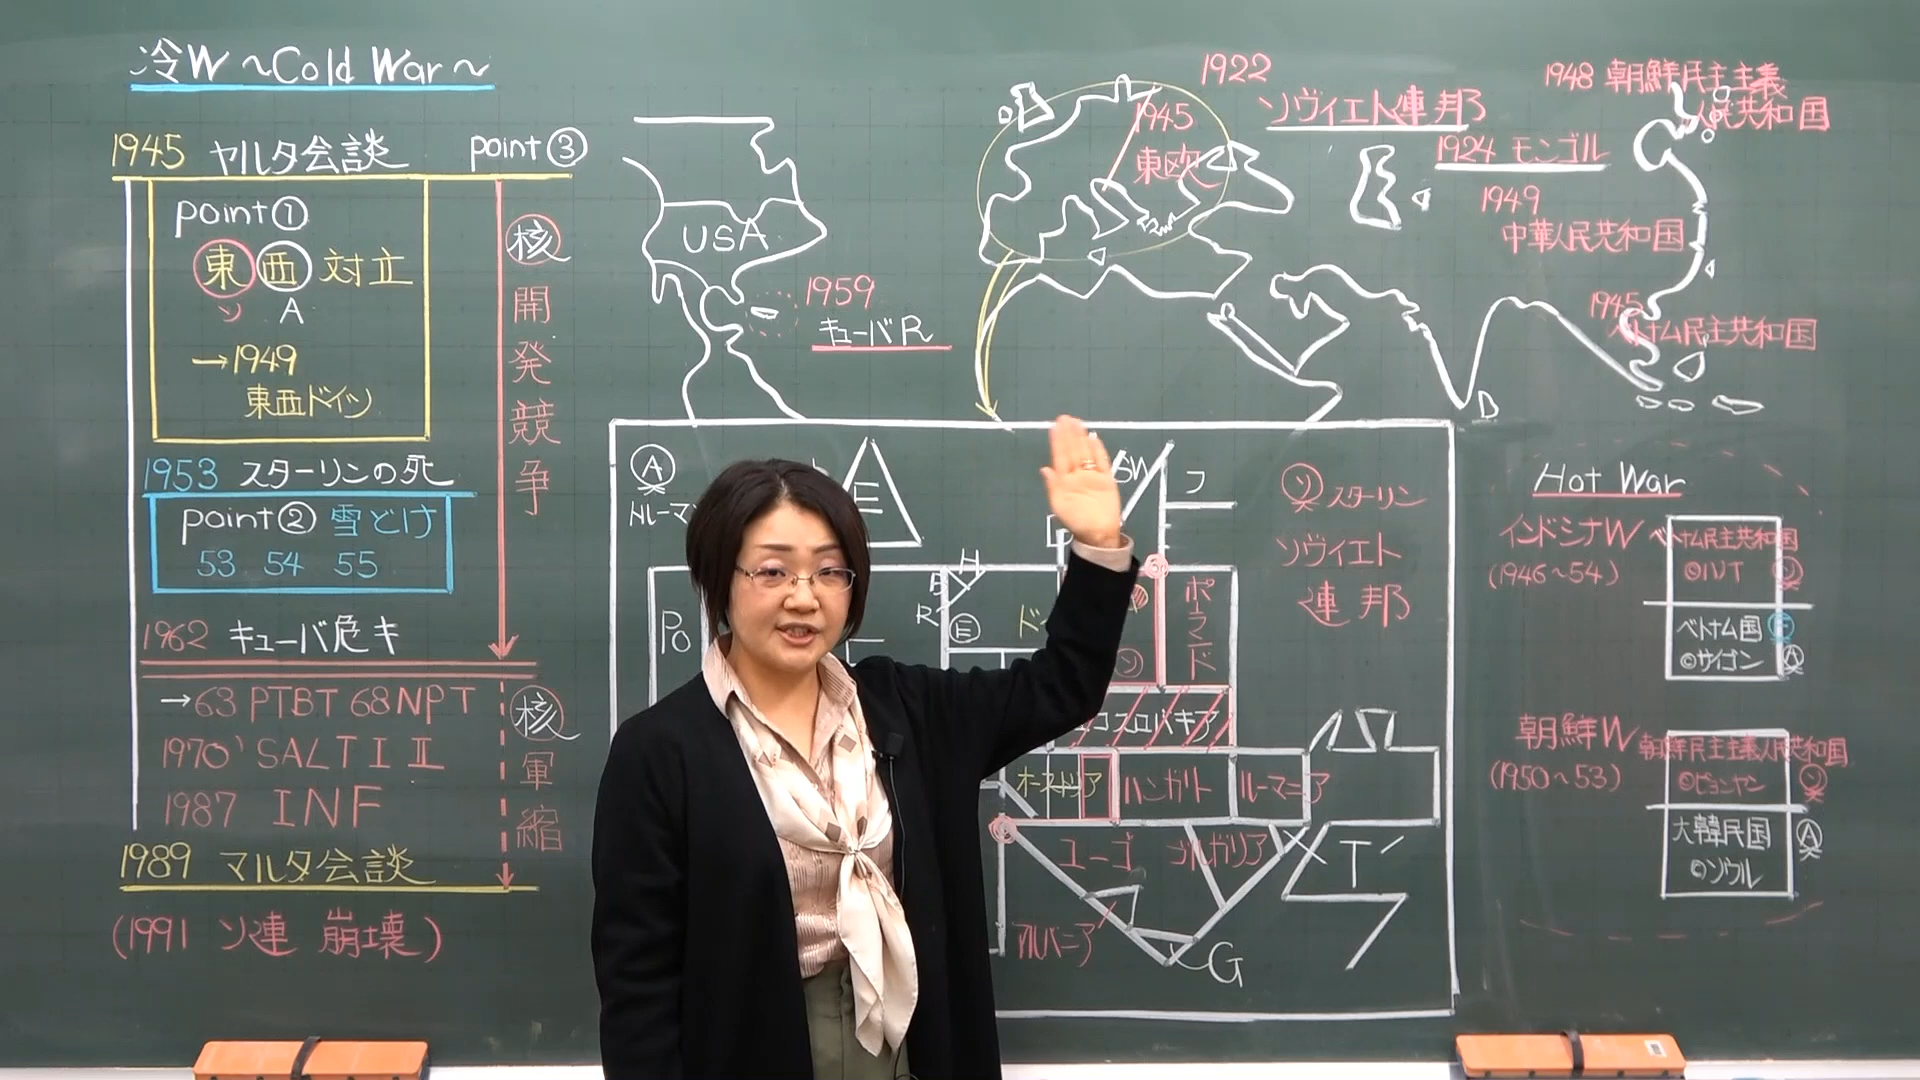 冷W ~Cold War~
1945 ヤルタ会談
point③
point①
東 西 対立
ソ A
→1949
東西ドイツ
1953 スターリンの死
point② 雪どけ
53 54 55
1962 キューバ危キ
→63 PTBT 68 NPT
1970' SALT I II
1987 INF
1989 マルタ会談
(1991 ソ連 崩壊)
核
開
発
競
争
核
軍
縮
USA
1959
キューバR
1945
東欧
1922
ソヴィエト連邦
1924 モンゴル
1948 朝鮮民主主義
人民共和国
1949
中華人民共和国
1945
ベトナム民主共和国
A
トルーマン
E
SW
フ
ソ スターリン
ソヴィエト
連邦
Po
B
H
R
E
ソ
ポーランド
コスロバキア
オーストリア
ハンガリー
ルーマニア
ユーゴ
ブルガリア
アルバニア
G
T'
Hot War
インドシナW
(1946~54)
ベトナム民主共和国
ベトナム国
◎サイゴン
A
朝鮮W
(1950~53)
朝鮮民主主義人民共和国
◎ピョンヤン
ソ
大韓民国
◎ソウル
A